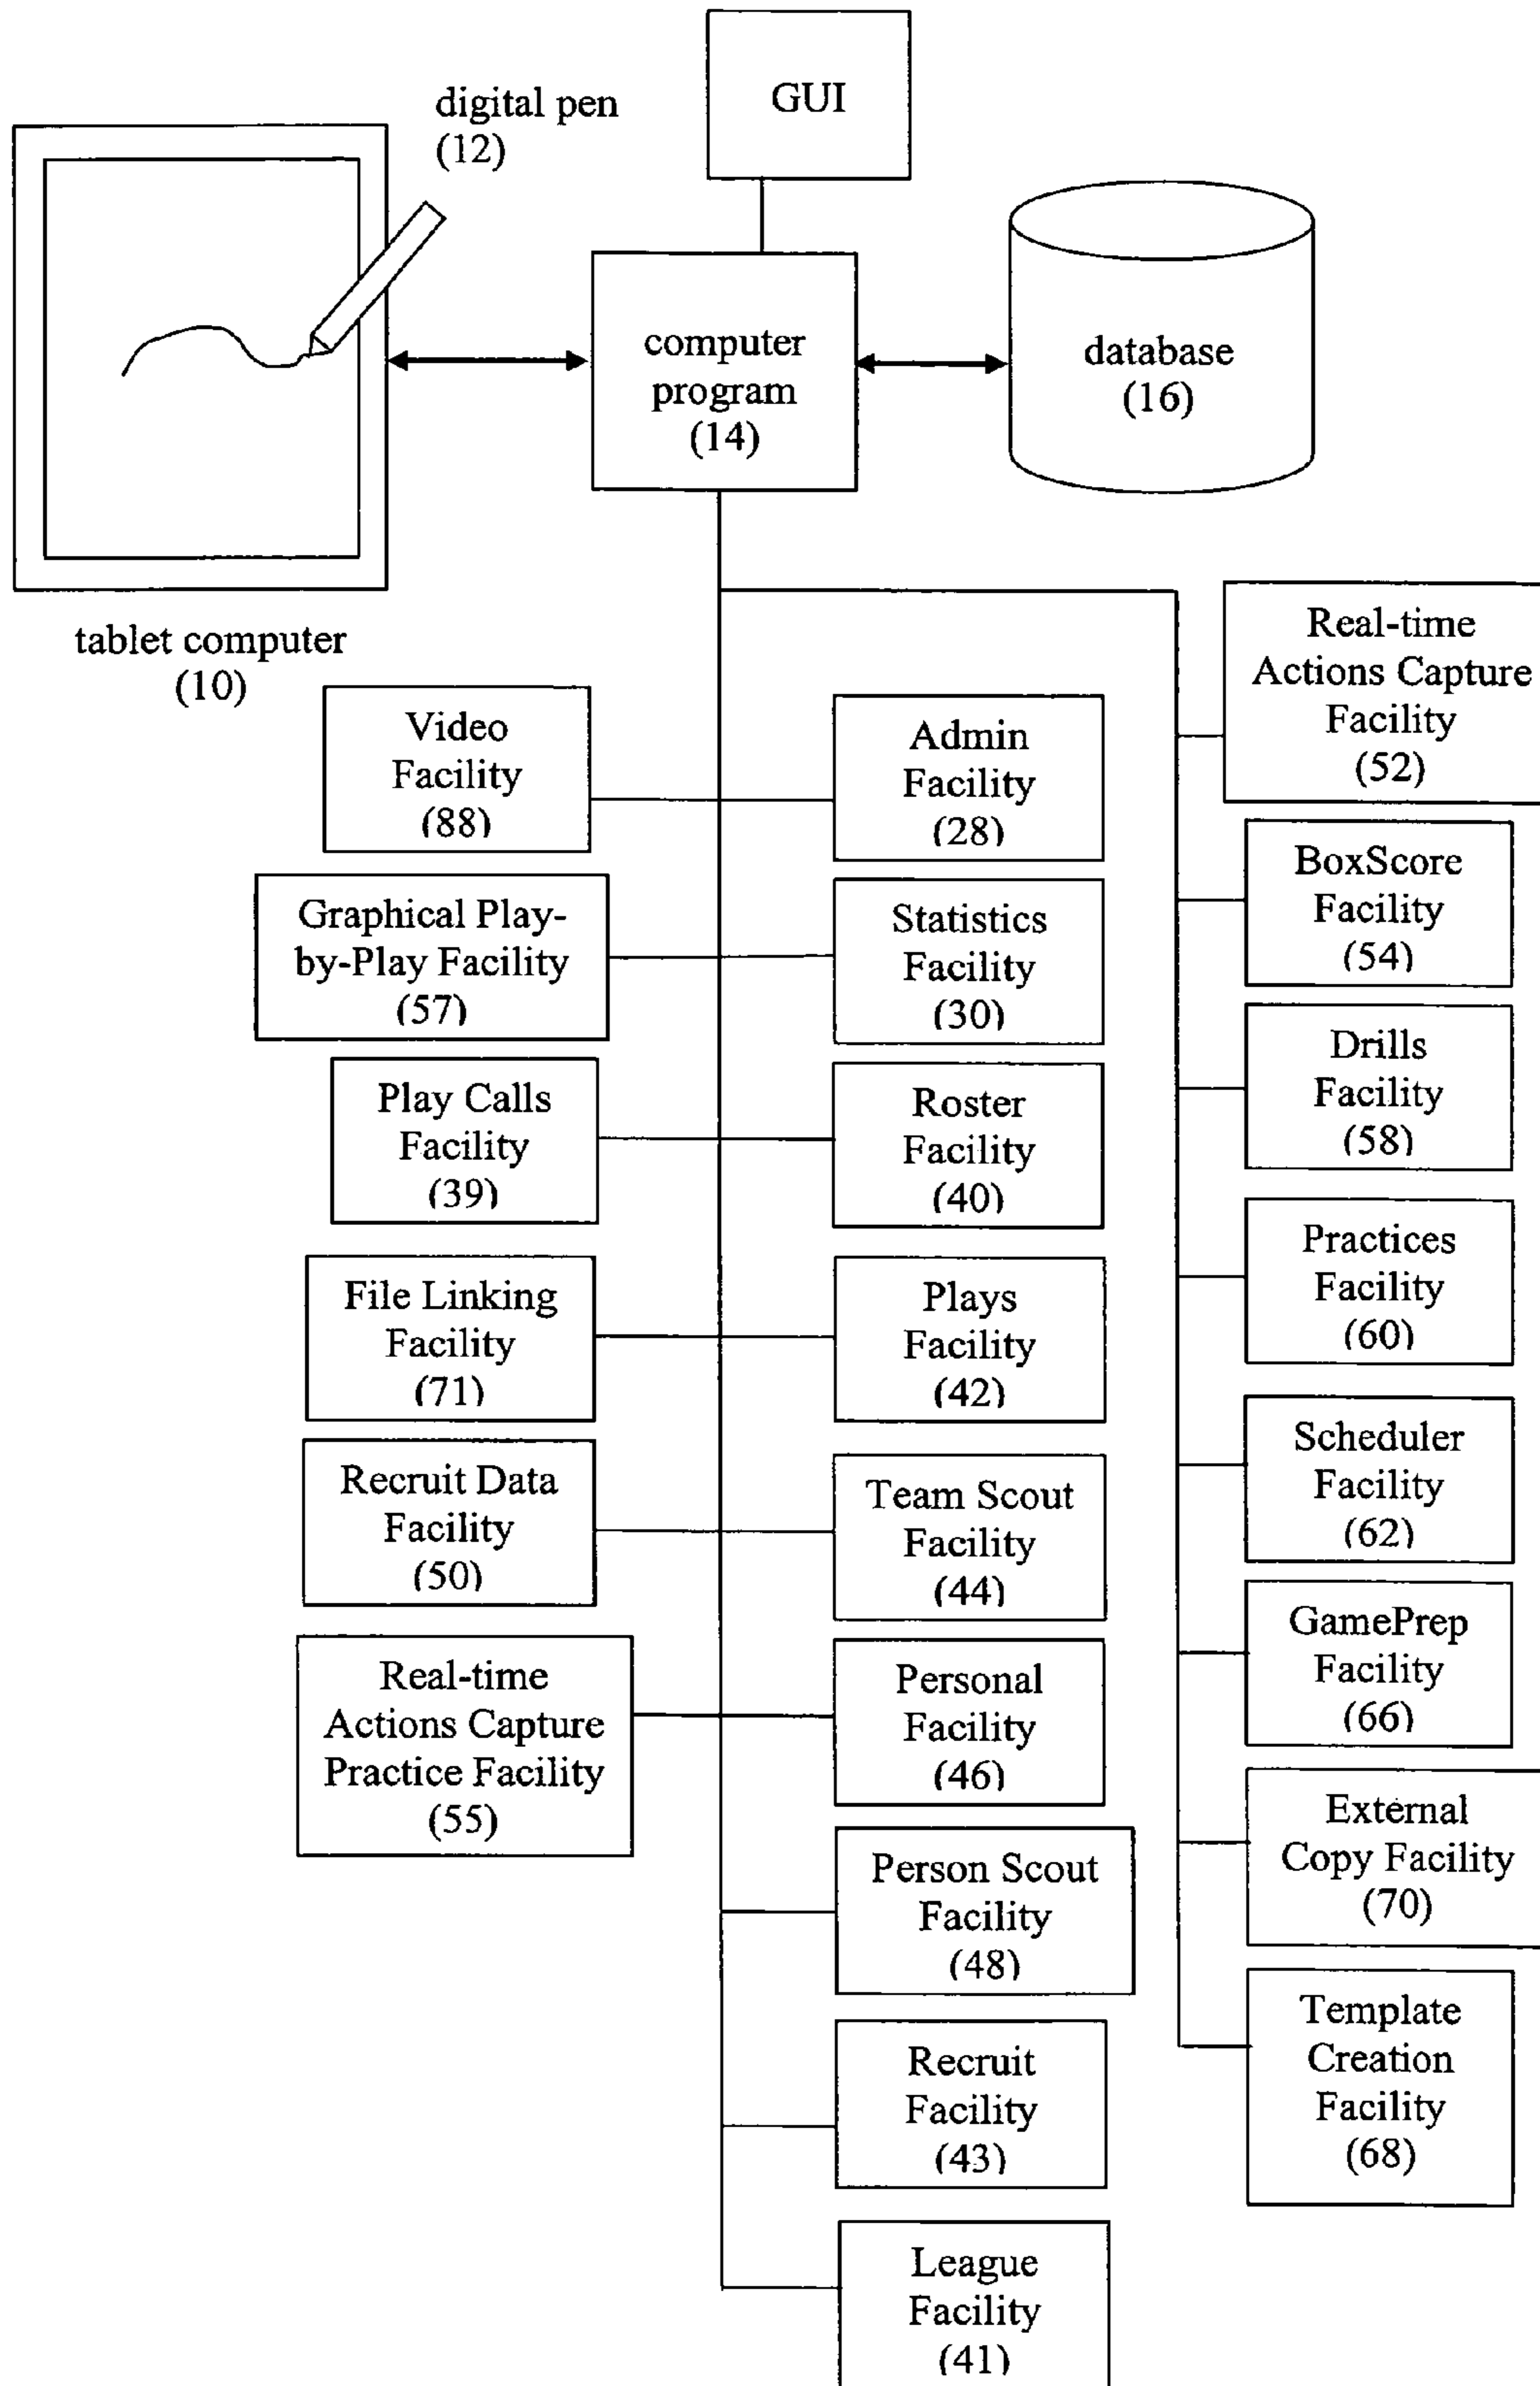 GUI
digital pen
(12)
computer
program
(14)
database
(16)
tablet computer
(10)
Video
Facility
(88)
Graphical Play-
by-Play Facility
(57)
Play Calls
Facility
(39)
File Linking
Facility
(71)
Recruit Data
Facility
(50)
Real-time
Actions Capture
Practice Facility
(55)
Admin
Facility
(28)
Statistics
Facility
(30)
Roster
Facility
(40)
Plays
Facility
(42)
Team Scout
Facility
(44)
Personal
Facility
(46)
Person Scout
Facility
(48)
Recruit
Facility
(43)
League
Facility
(41)
Real-time
Actions Capture
Facility
(52)
BoxScore
Facility
(54)
Drills
Facility
(58)
Practices
Facility
(60)
Scheduler
Facility
(62)
GamePrep
Facility
(66)
External
Copy Facility
(70)
Template
Creation
Facility
(68)